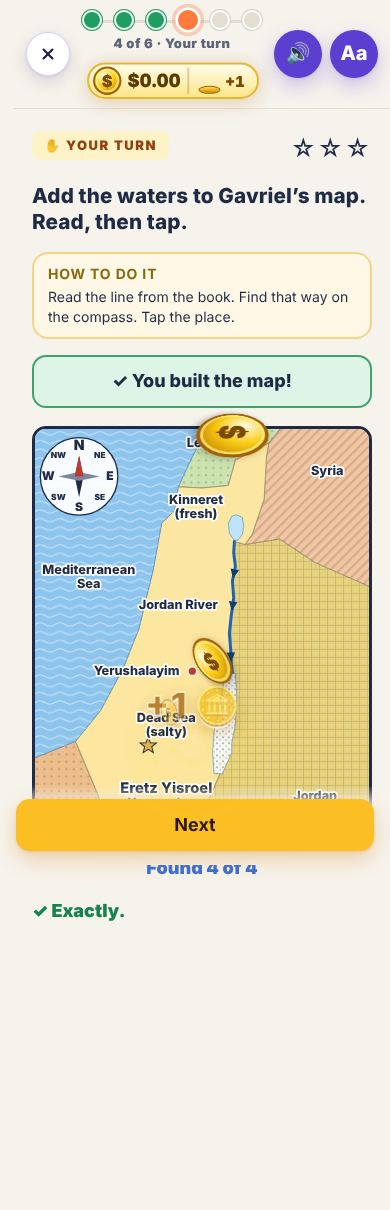 4 of 6 · Your turn
$ $0.00 +1
Aa
YOUR TURN
Add the waters to Gavriel’s map.
Read, then tap.
HOW TO DO IT
Read the line from the book. Find that way on
the compass. Tap the place.
✓ You built the map!
$
Le
N
NW NE
W E
SW SE
S
Syria
Kinneret
(fresh)
Mediterranean
Sea
Jordan River
Yerushalayim
$
+1
Dead Sea
(salty)
Eretz Yisroel
Jordan
Next
Found 4 of 4
✓ Exactly.